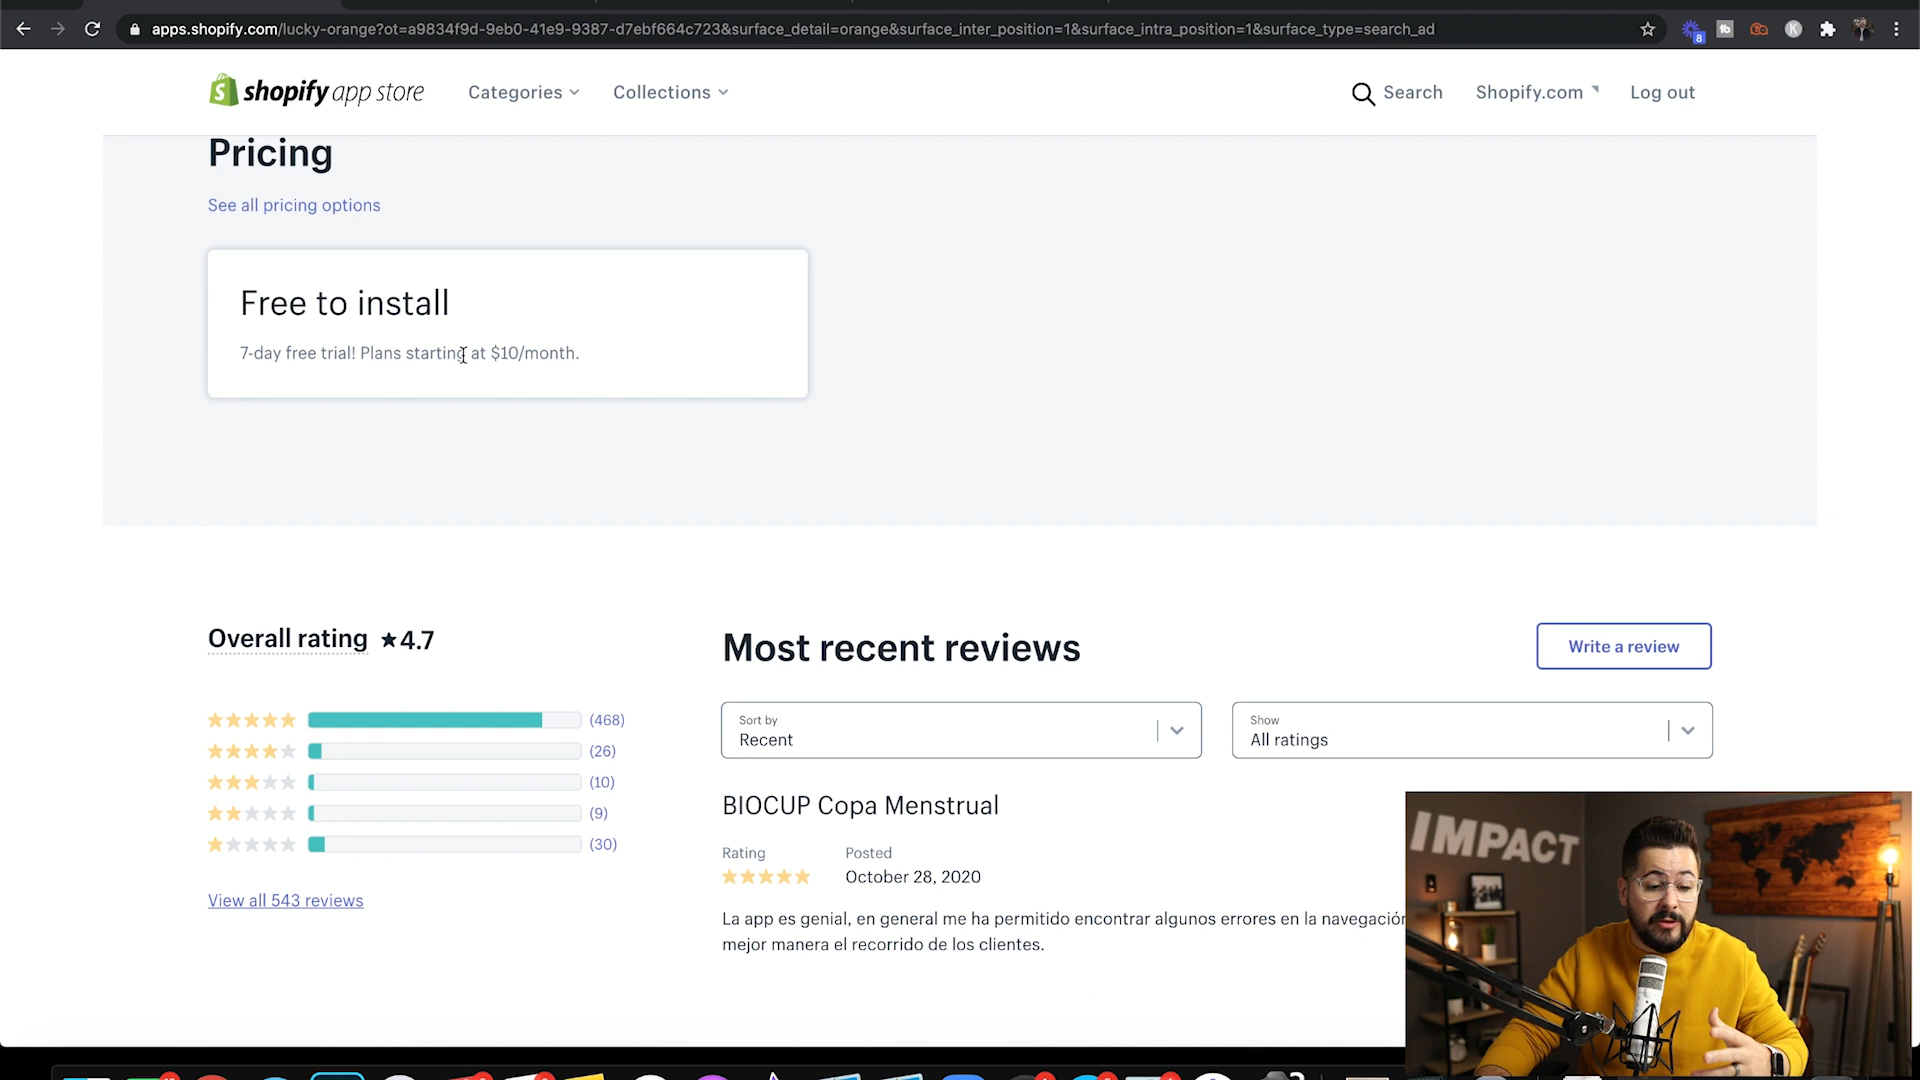 apps.shopify.com/lucky-orange?ot=a9834f9d-9eb0-41e9-9387-d7ebf664c723&surface_detail=orange&surface_inter_position=1&surface_intra_position=1&surface_type=search_ad
8
shopify app store
Categories
Collections
Search
Shopify.com
Log out
Pricing
See all pricing options
Free to install
7-day free trial! Plans starting at $10/month.
Overall rating ★4.7
(468)
(26)
(10)
(9)
(30)
View all 543 reviews
Most recent reviews
Write a review
Sort by
Recent
Show
All ratings
BIOCUP Copa Menstrual
Rating
Posted
October 28, 2020
La app es genial, en general me ha permitido encontrar algunos errores en la navegación
mejor manera el recorrido de los clientes.
IMPACT